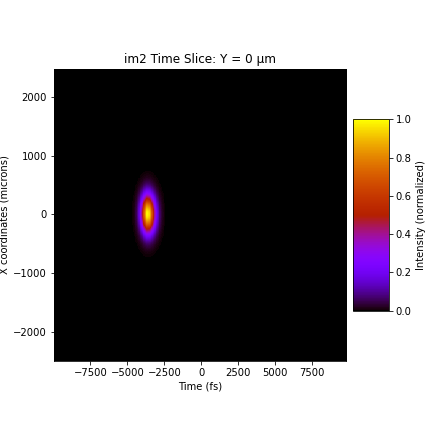 im2 Time Slice: Y = 0 μm
2000
1000
0
−1000
−2000
X coordinates (microns)
−7500 −5000 −2500 0 2500 5000 7500
Time (fs)
1.0
0.8
0.6
0.4
0.2
0.0
Intensity (normalized)